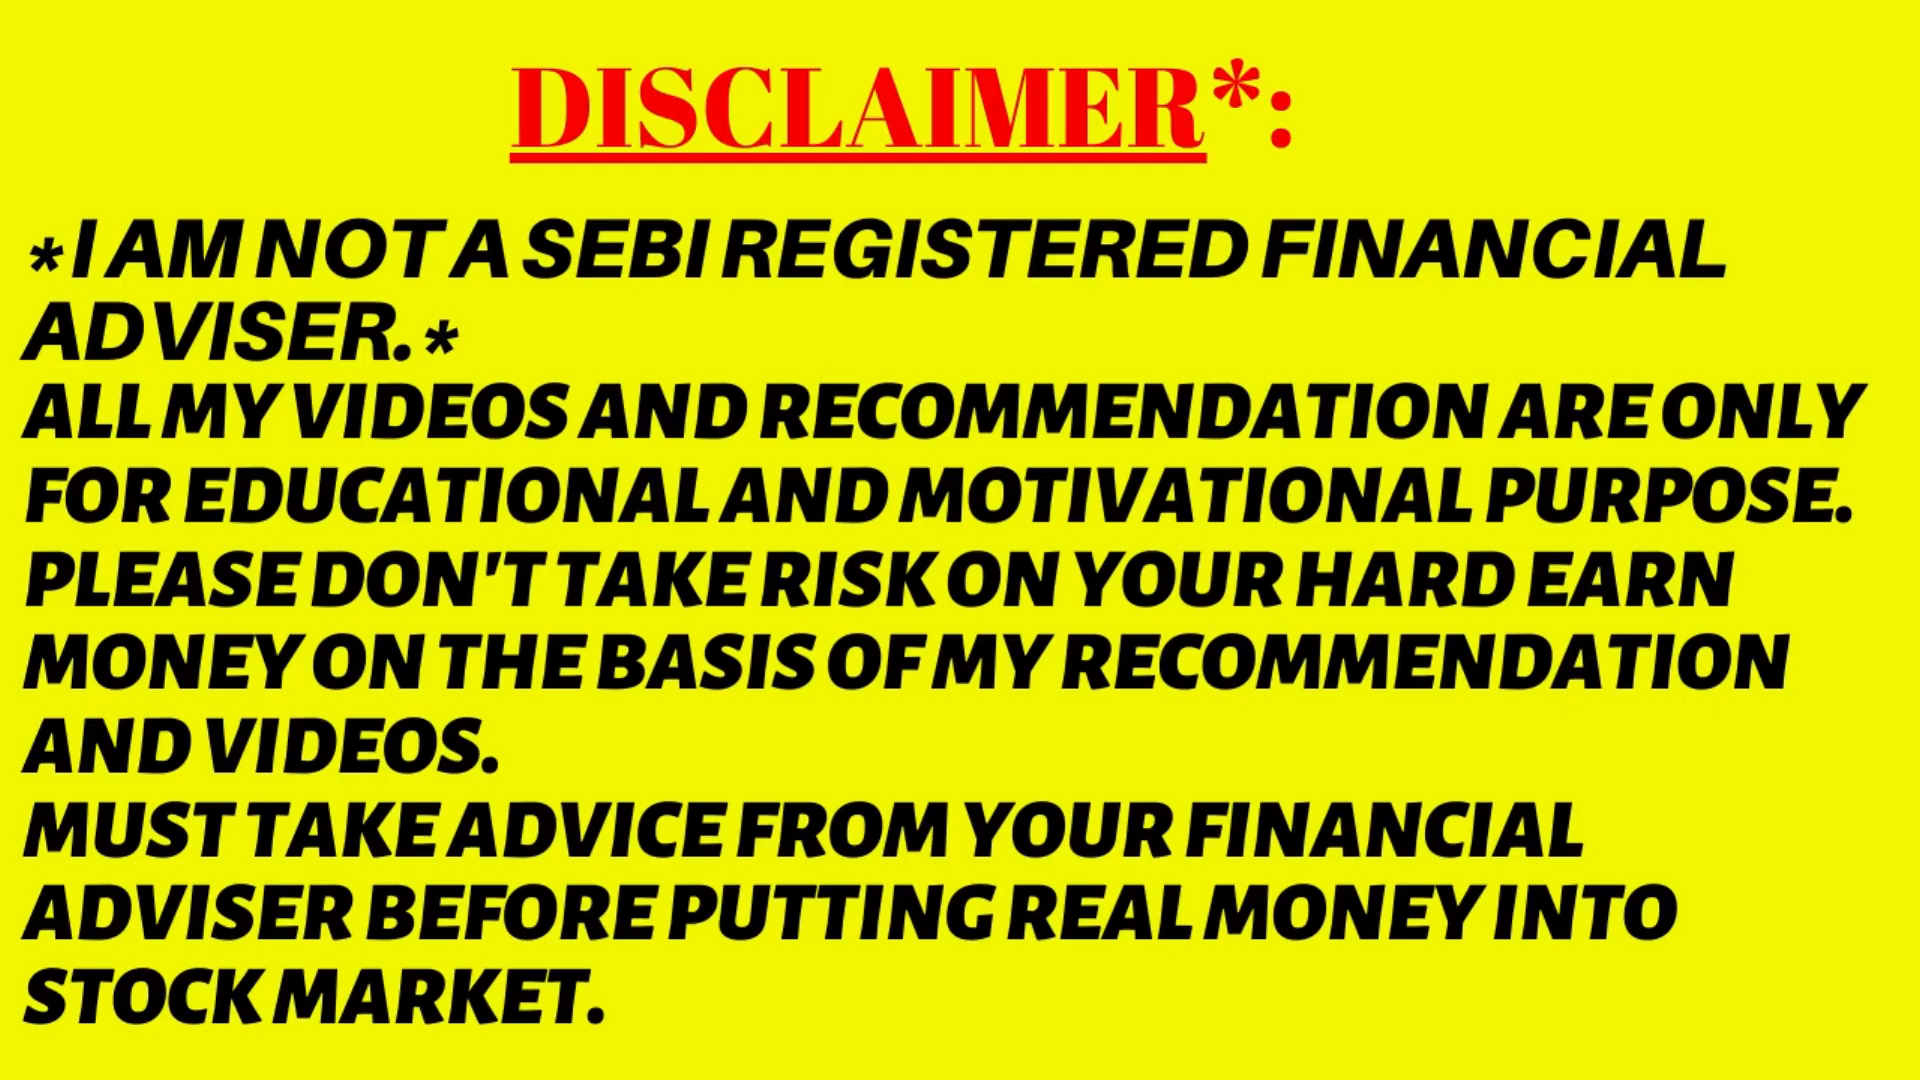 DISCLAIMER*:
*I AM NOT A SEBI REGISTERED FINANCIAL
ADVISER.*
ALL MY VIDEOS AND RECOMMENDATION ARE ONLY
FOR EDUCATIONAL AND MOTIVATIONAL PURPOSE.
PLEASE DON'T TAKE RISK ON YOUR HARD EARN
MONEY ON THE BASIS OF MY RECOMMENDATION
AND VIDEOS.
MUST TAKE ADVICE FROM YOUR FINANCIAL
ADVISER BEFORE PUTTING REAL MONEY INTO
STOCK MARKET.